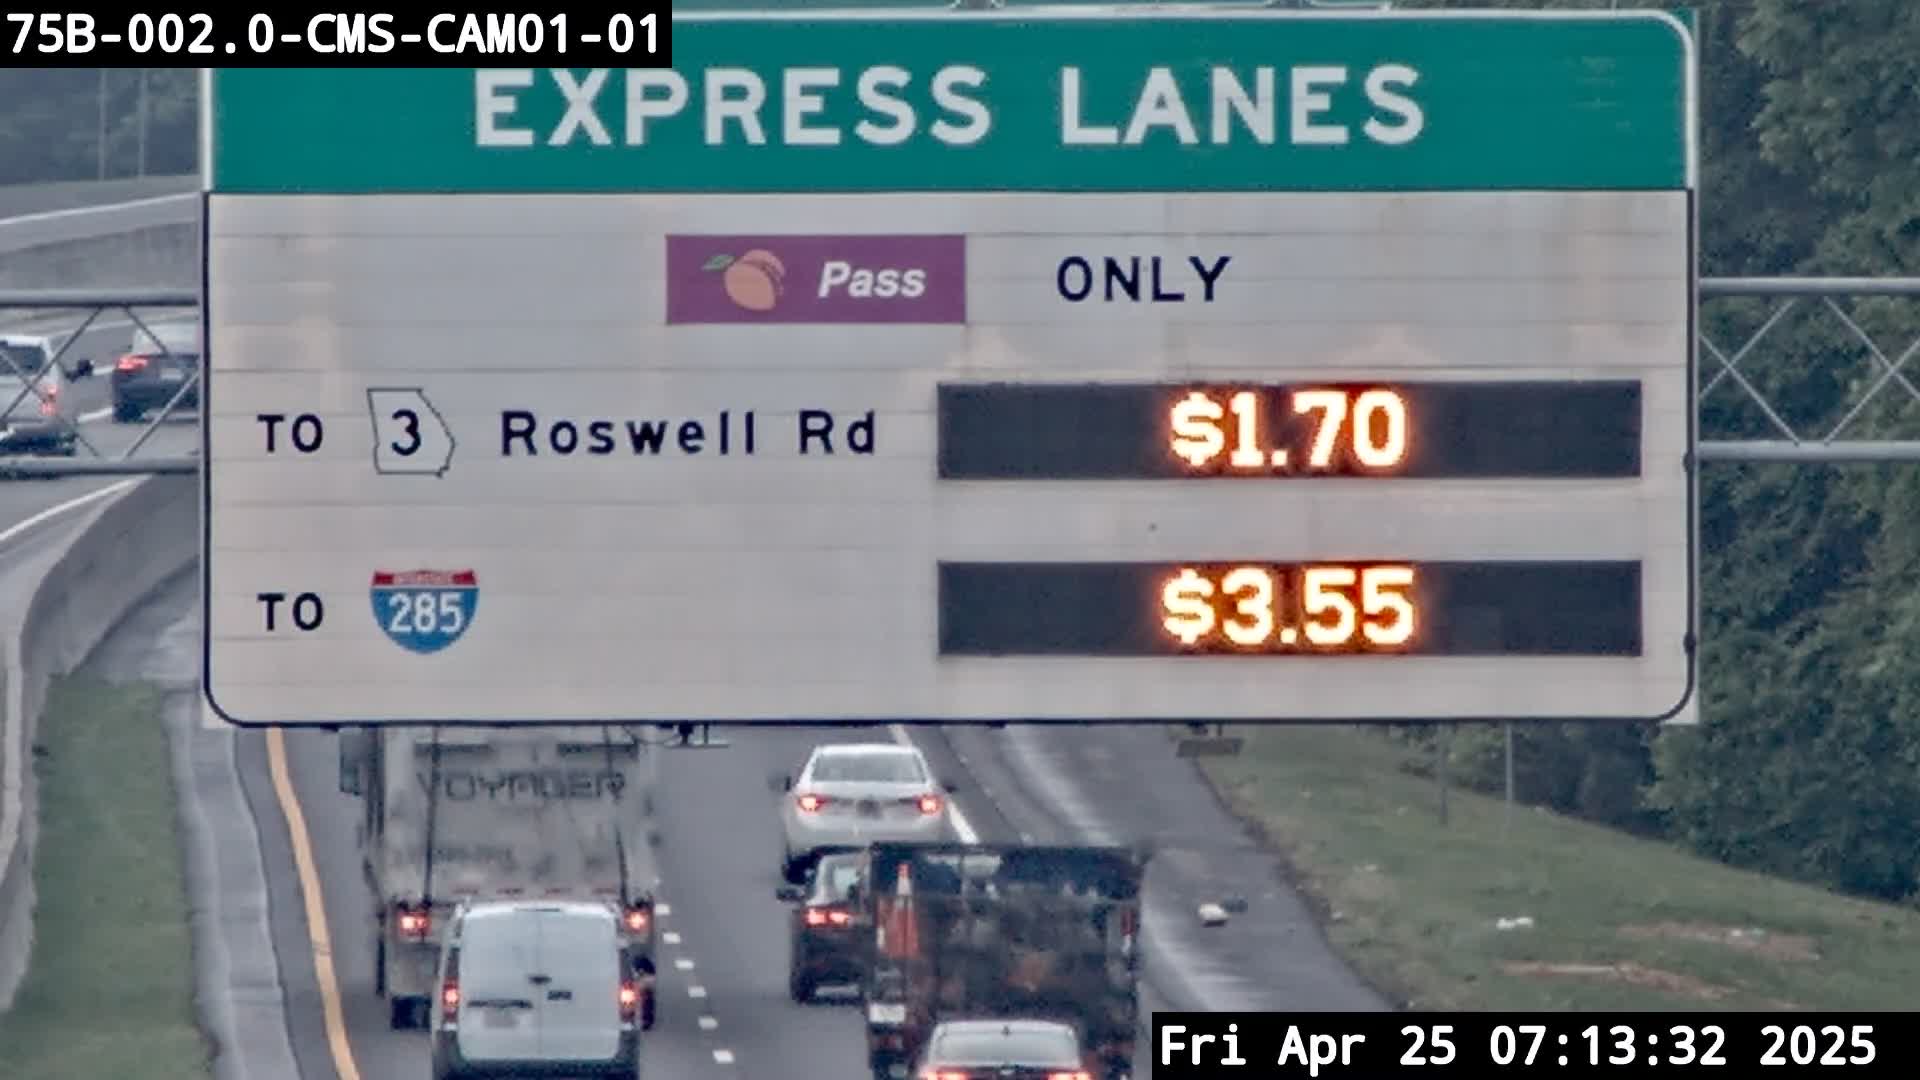 75B-002.0-CMS-CAM01-01
EXPRESS LANES
Pass ONLY
TO 3 Roswell Rd $1.70
TO 285 $3.55
VOYAGER
Fri Apr 25 07:13:32 2025